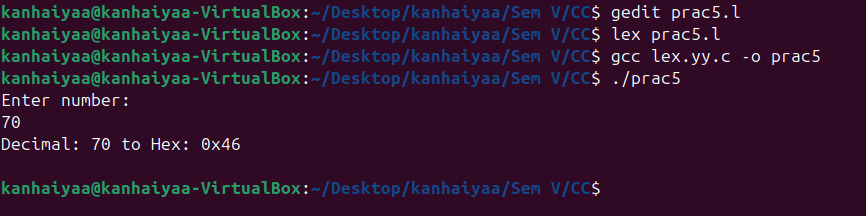 kanhaiyaa@kanhaiyaa-VirtualBox:~/Desktop/kanhaiyaa/Sem V/CC$ gedit prac5.l
kanhaiyaa@kanhaiyaa-VirtualBox:~/Desktop/kanhaiyaa/Sem V/CC$ lex prac5.l
kanhaiyaa@kanhaiyaa-VirtualBox:~/Desktop/kanhaiyaa/Sem V/CC$ gcc lex.yy.c -o prac5
kanhaiyaa@kanhaiyaa-VirtualBox:~/Desktop/kanhaiyaa/Sem V/CC$ ./prac5
Enter number:
70
Decimal: 70 to Hex: 0x46
kanhaiyaa@kanhaiyaa-VirtualBox:~/Desktop/kanhaiyaa/Sem V/CC$